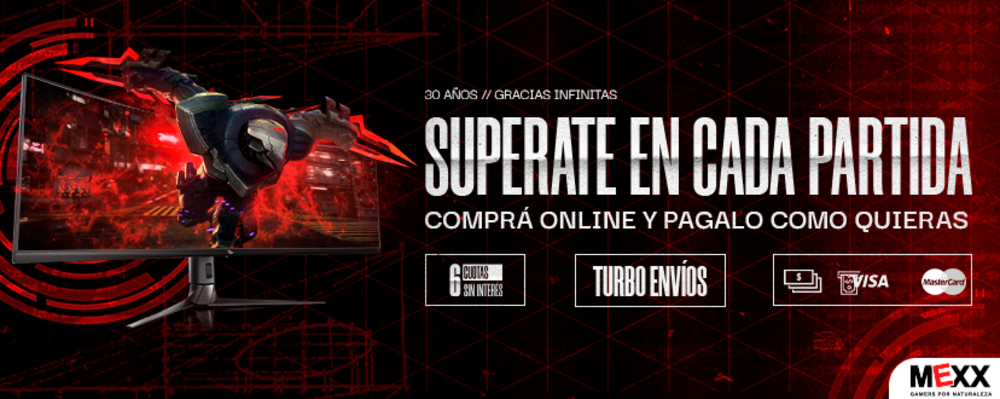 30 AÑOS // GRACIAS INFINITAS
SUPERATE EN CADA PARTIDA
COMPRÁ ONLINE Y PAGALO COMO QUIERAS
6 CUOTAS
SIN INTERÉS
TURBO ENVÍOS
$
VISA
MasterCard
MEXX
GAMERS POR NATURALEZA